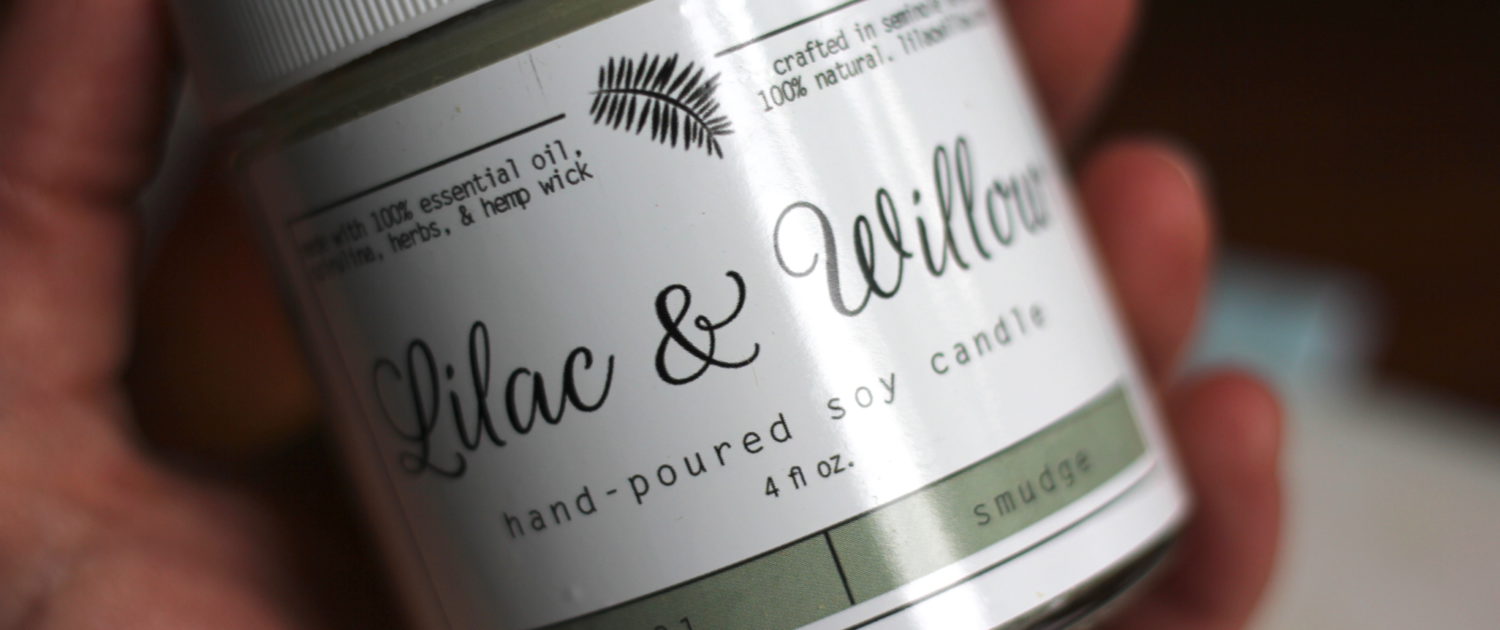 with 100% essential oil,
herbs, & hemp wick
crafted in seminole
100% natural.
Lilac & Willow
hand-poured soy candle
4 fl oz.
smudge